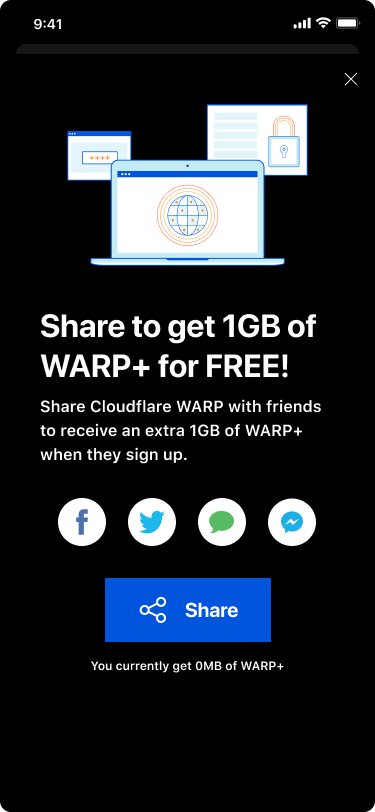 9:41
****
Share to get 1GB of
WARP+ for FREE!
Share Cloudflare WARP with friends
to receive an extra 1GB of WARP+
when they sign up.
Share
You currently get 0MB of WARP+